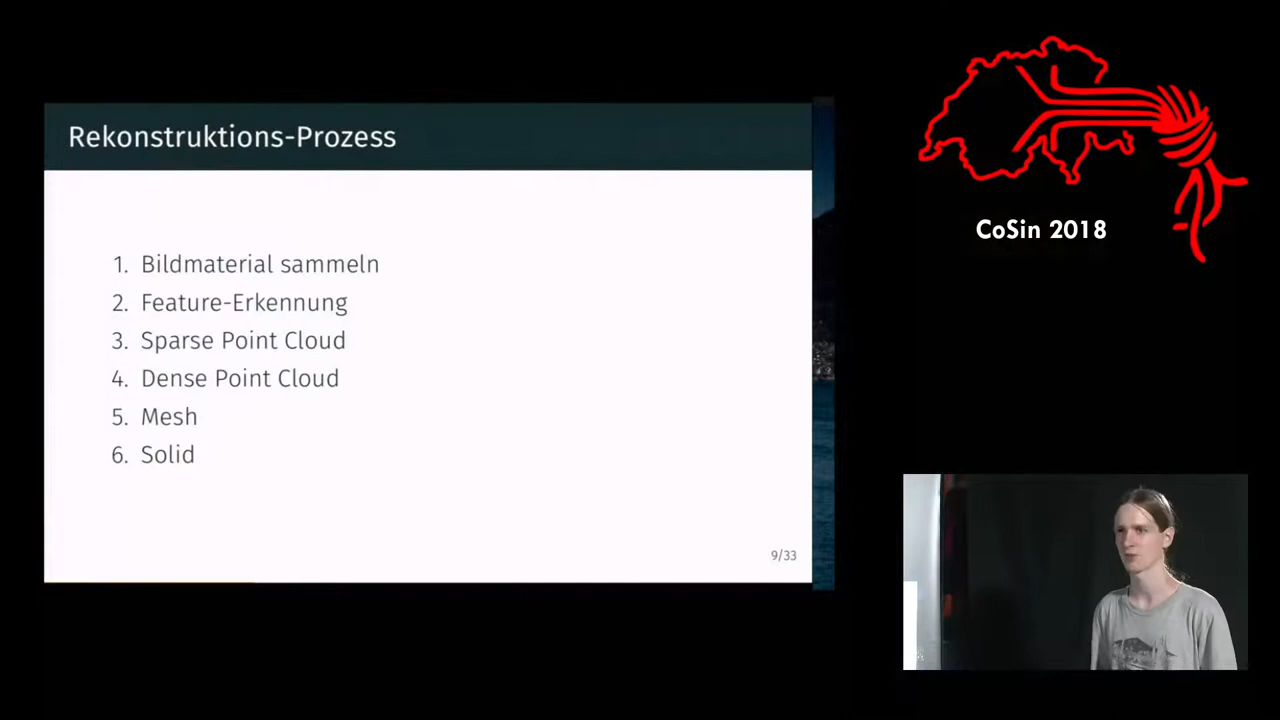 Rekonstruktions-Prozess
1. Bildmaterial sammeln
2. Feature-Erkennung
3. Sparse Point Cloud
4. Dense Point Cloud
5. Mesh
6. Solid
9/33
CoSin 2018